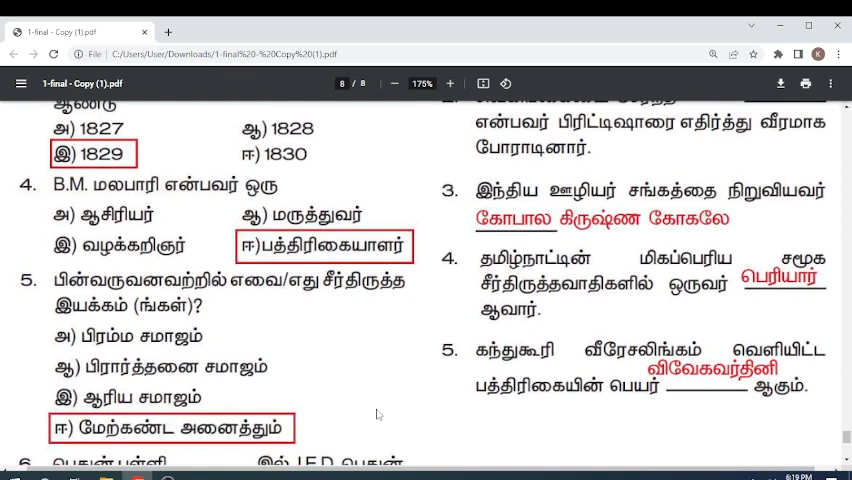 1-final - Copy (1).pdf
File C:/Users/User/Downloads/1-final%20-%20Copy%20(1).pdf
K
1-final - Copy (1).pdf
8 / 8
175%
ஆண்டு
அ) 1827 ஆ) 1828
இ) 1829 ஈ) 1830
4. B.M. மலபாரி என்பவர் ஒரு
அ) ஆசிரியர் ஆ) மருத்துவர்
இ) வழக்கறிஞர் ஈ)பத்திரிகையாளர்
5. பின்வருவனவற்றில் எவை/எது சீர்திருத்த
இயக்கம் (ங்கள்)?
அ) பிரம்ம சமாஜம்
ஆ) பிரார்த்தனை சமாஜம்
இ) ஆரிய சமாஜம்
ஈ) மேற்கண்ட அனைத்தும்
என்பவர் பிரிட்டிஷாரை எதிர்த்து வீரமாக
போராடினார்.
3. இந்திய ஊழியர் சங்கத்தை நிறுவியவர்
கோபால கிருஷ்ண கோகலே
4. தமிழ்நாட்டின் மிகப்பெரிய சமூக
சீர்திருத்தவாதிகளில் ஒருவர் பெரியார்
ஆவார்.
5. கந்துகூரி வீரேசலிங்கம் வெளியிட்ட
விவேகவர்தினி
பத்திரிகையின் பெயர் ________ ஆகும்.
6:19 PM